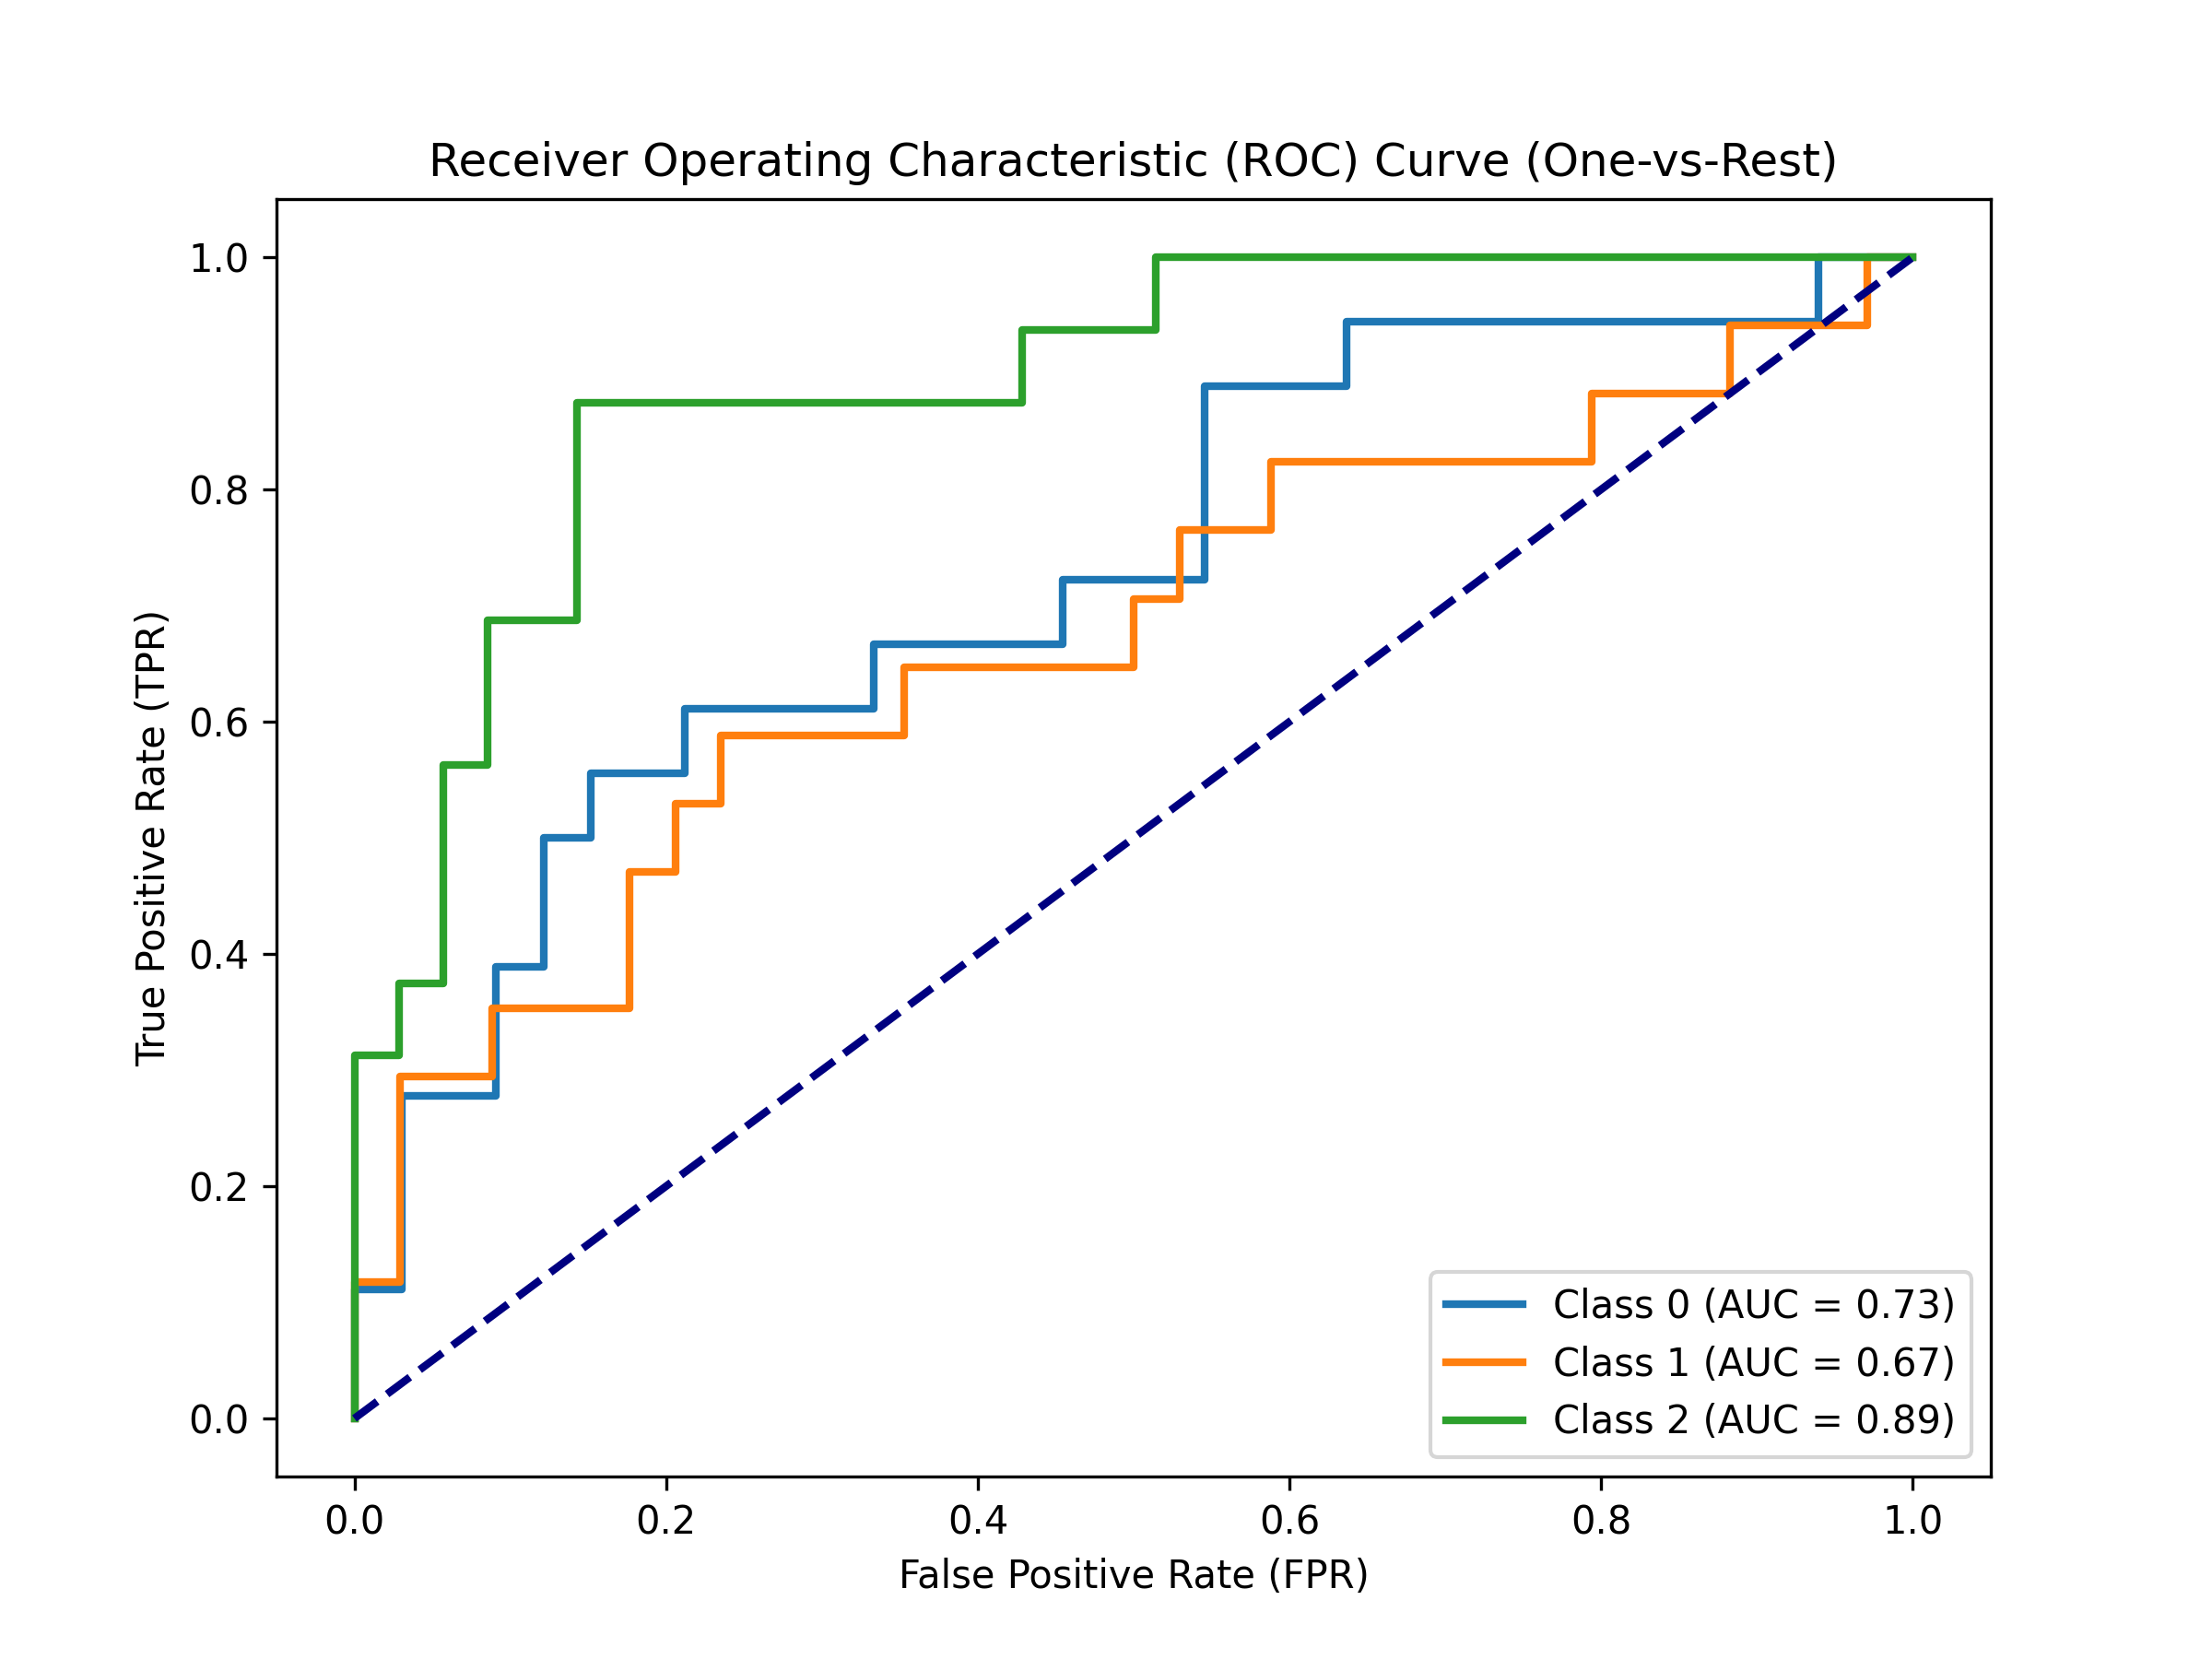 Receiver Operating Characteristic (ROC) Curve (One-vs-Rest)
True Positive Rate (TPR)
1.0
0.8
0.6
0.4
0.2
0.0
Class 0 (AUC = 0.73)
Class 1 (AUC = 0.67)
Class 2 (AUC = 0.89)
0.0 0.2 0.4 0.6 0.8 1.0
False Positive Rate (FPR)